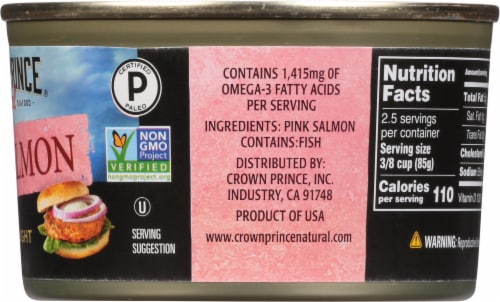 PRINCE
SEAFOOD
CERTIFIED
P
PALEO
NON
GMO
Project
VERIFIED
nongmoproject.org
U
SERVING
SUGGESTION
CONTAINS 1,415mg OF
OMEGA-3 FATTY ACIDS
PER SERVING
INGREDIENTS: PINK SALMON
CONTAINS:FISH
DISTRIBUTED BY:
CROWN PRINCE, INC.
INDUSTRY, CA 91748
PRODUCT OF USA
www.crownprincenatural.com
Nutrition
Facts
2.5 servings
per container
Serving size
3/8 cup (85g)
Calories
per serving 110
Amount/serving
Total Fat
Sat. Fat
Trans Fat
Cholesterol
Sodium
Vitamin D
WARNING: